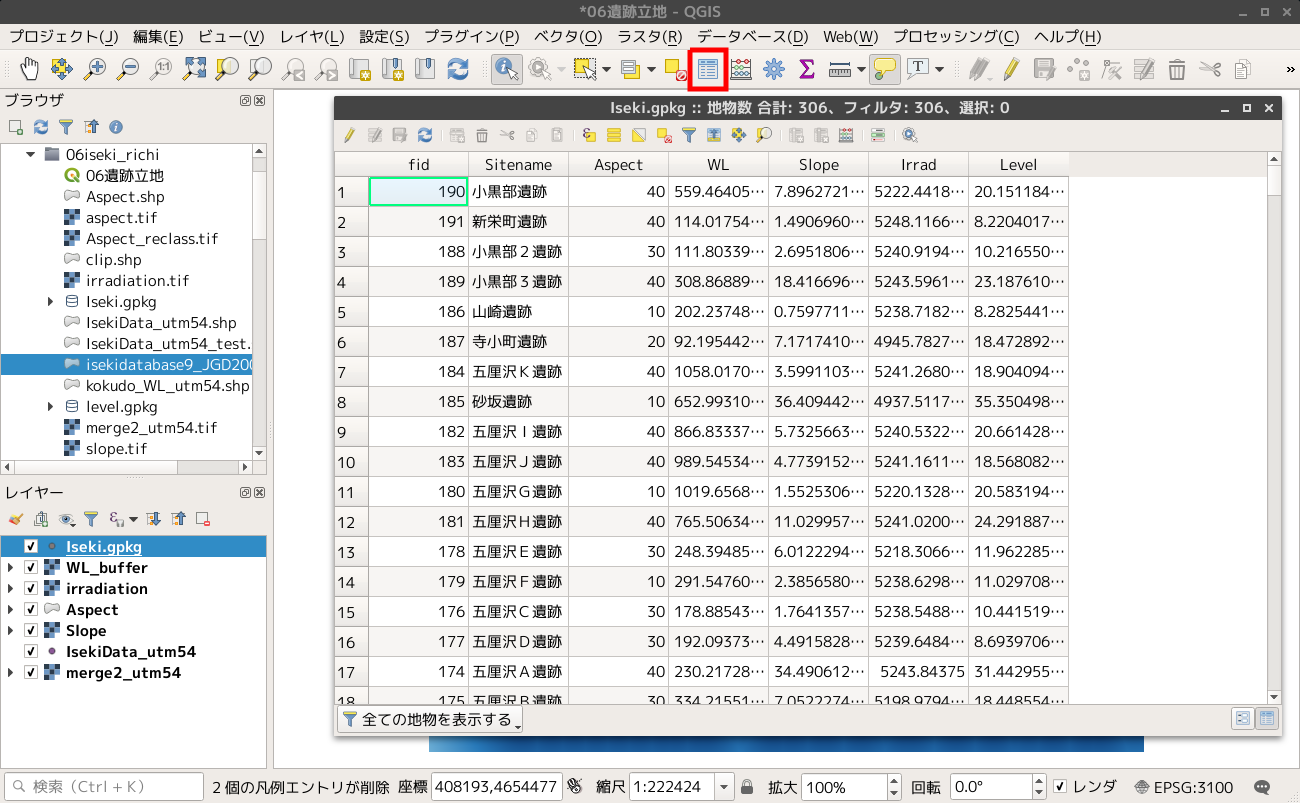 *06遺跡立地 - QGIS
プロジェクト(J) 編集(E) ビュー(V) レイヤ(L) 設定(S) プラグイン(P) ベクタ(O) ラスタ(R) データベース(D) Web(W) プロセッシング(C) ヘルプ(H)
ブラウザ
06iseki_richi
06遺跡立地
Aspect.shp
aspect.tif
Aspect_reclass.tif
clip.shp
irradiation.tif
Iseki.gpkg
IsekiData_utm54.shp
IsekiData_utm54_test.
isekidatabase9_JGD200
kokudo_WL_utm54.shp
level.gpkg
merge2_utm54.tif
slope.tif
レイヤー
Iseki.gpkg
WL_buffer
irradiation
Aspect
Slope
IsekiData_utm54
merge2_utm54
Iseki.gpkg :: 地物数 合計: 306、フィルタ: 306、選択: 0
fid Sitename Aspect WL Slope Irrad Level
1 190 小黒部遺跡 40 559.46405… 7.8962721… 5222.4418… 20.151184…
2 191 新栄町遺跡 40 114.01754… 1.4906960… 5248.1166… 8.2204017…
3 188 小黒部２遺跡 30 111.80339… 2.6951806… 5240.9194… 10.216550…
4 189 小黒部３遺跡 40 308.86889… 18.416696… 5243.5961… 23.187610…
5 186 山崎遺跡 10 202.23748… 0.7597711… 5238.7182… 8.2825441…
6 187 寺小町遺跡 20 92.195442… 7.1717410… 4945.7827… 18.472892…
7 184 五厘沢Ｋ遺跡 40 1058.0170… 3.5991103… 5241.2680… 18.904094…
8 185 砂坂遺跡 10 652.99310… 36.409442… 4937.5117… 35.350498…
9 182 五厘沢Ｉ遺跡 40 866.83337… 5.7325663… 5240.5322… 20.661428…
10 183 五厘沢Ｊ遺跡 40 989.54534… 4.7739152… 5241.1611… 18.568082…
11 180 五厘沢Ｇ遺跡 10 1019.6568… 1.5525306… 5220.1328… 20.583194…
12 181 五厘沢Ｈ遺跡 40 765.50634… 11.029957… 5241.0200… 24.291887…
13 178 五厘沢Ｅ遺跡 30 248.39485… 6.0122294… 5218.3066… 11.962285…
14 179 五厘沢Ｆ遺跡 10 291.54760… 2.3856580… 5238.6298… 11.029708…
15 176 五厘沢Ｃ遺跡 30 178.88543… 1.7641357… 5238.5488… 10.441519…
16 177 五厘沢Ｄ遺跡 30 192.09373… 4.4915828… 5239.6484… 8.6939706…
17 174 五厘沢Ａ遺跡 40 230.21728… 34.490612… 5243.84375 31.442955…
18 175 五厘沢Ｂ遺跡 30 334.21551… 7.0522274… 5198.9794… 18.448554…
全ての地物を表示する
検索（Ctrl + K） 2 個の凡例エントリが削除 座標 408193,4654477 縮尺 1:222424 拡大 100% 回転 0.0° レンダ EPSG:3100